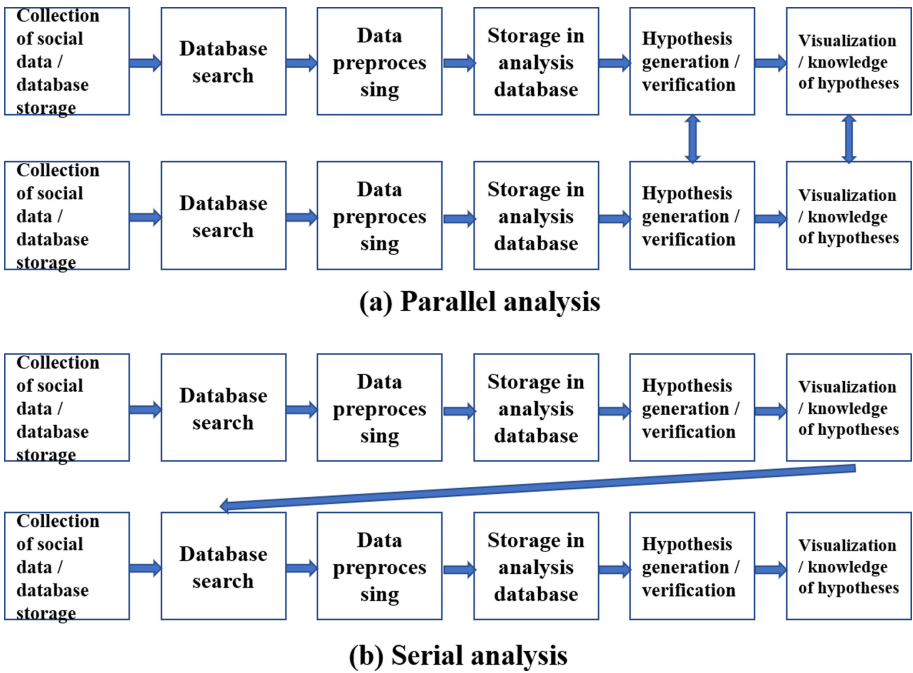 Collection
of social
data /
database
storage
Database
search
Data
preproces
sing
Storage in
analysis
database
Hypothesis
generation /
verification
Visualization
/ knowledge
of hypotheses
Collection
of social
data /
database
storage
Database
search
Data
preproces
sing
Storage in
analysis
database
Hypothesis
generation /
verification
Visualization
/ knowledge
of hypotheses
(a) Parallel analysis
Collection
of social
data /
database
storage
Database
search
Data
preproces
sing
Storage in
analysis
database
Hypothesis
generation /
verification
Visualization
/ knowledge
of hypotheses
Collection
of social
data /
database
storage
Database
search
Data
preproces
sing
Storage in
analysis
database
Hypothesis
generation /
verification
Visualization
/ knowledge
of hypotheses
(b) Serial analysis